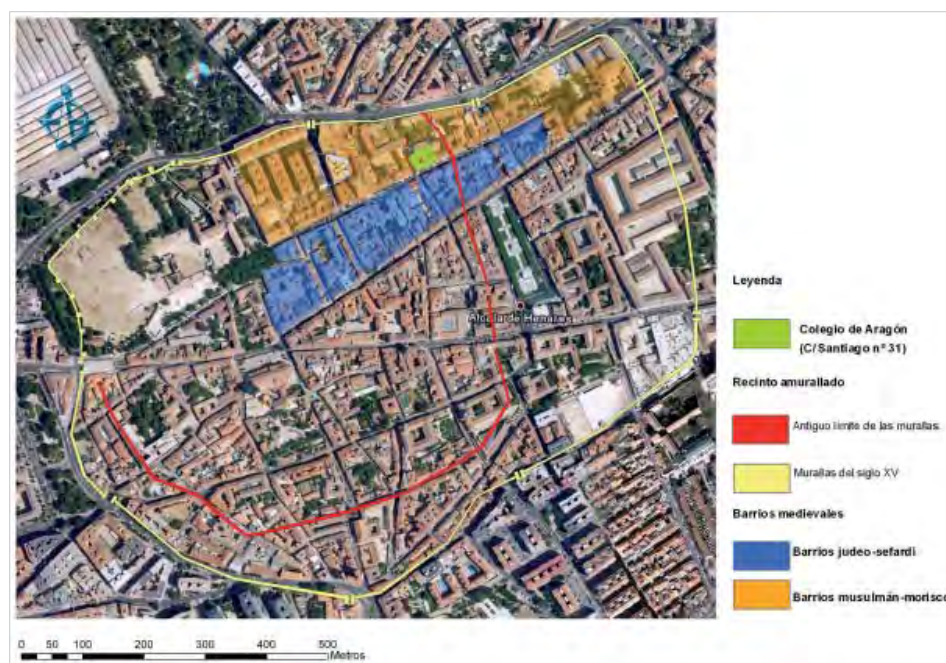 Alcalá de Henares
Leyenda
Colegio de Aragón
(C/Santiago nº 31)
Recinto amurallado
Antiguo límite de las murallas
Murallas del siglo XV
Barrios medievales
Barrios judeo-sefardí
Barrios musulmán-morisco
0 50 100 200 300 400 500
Metros